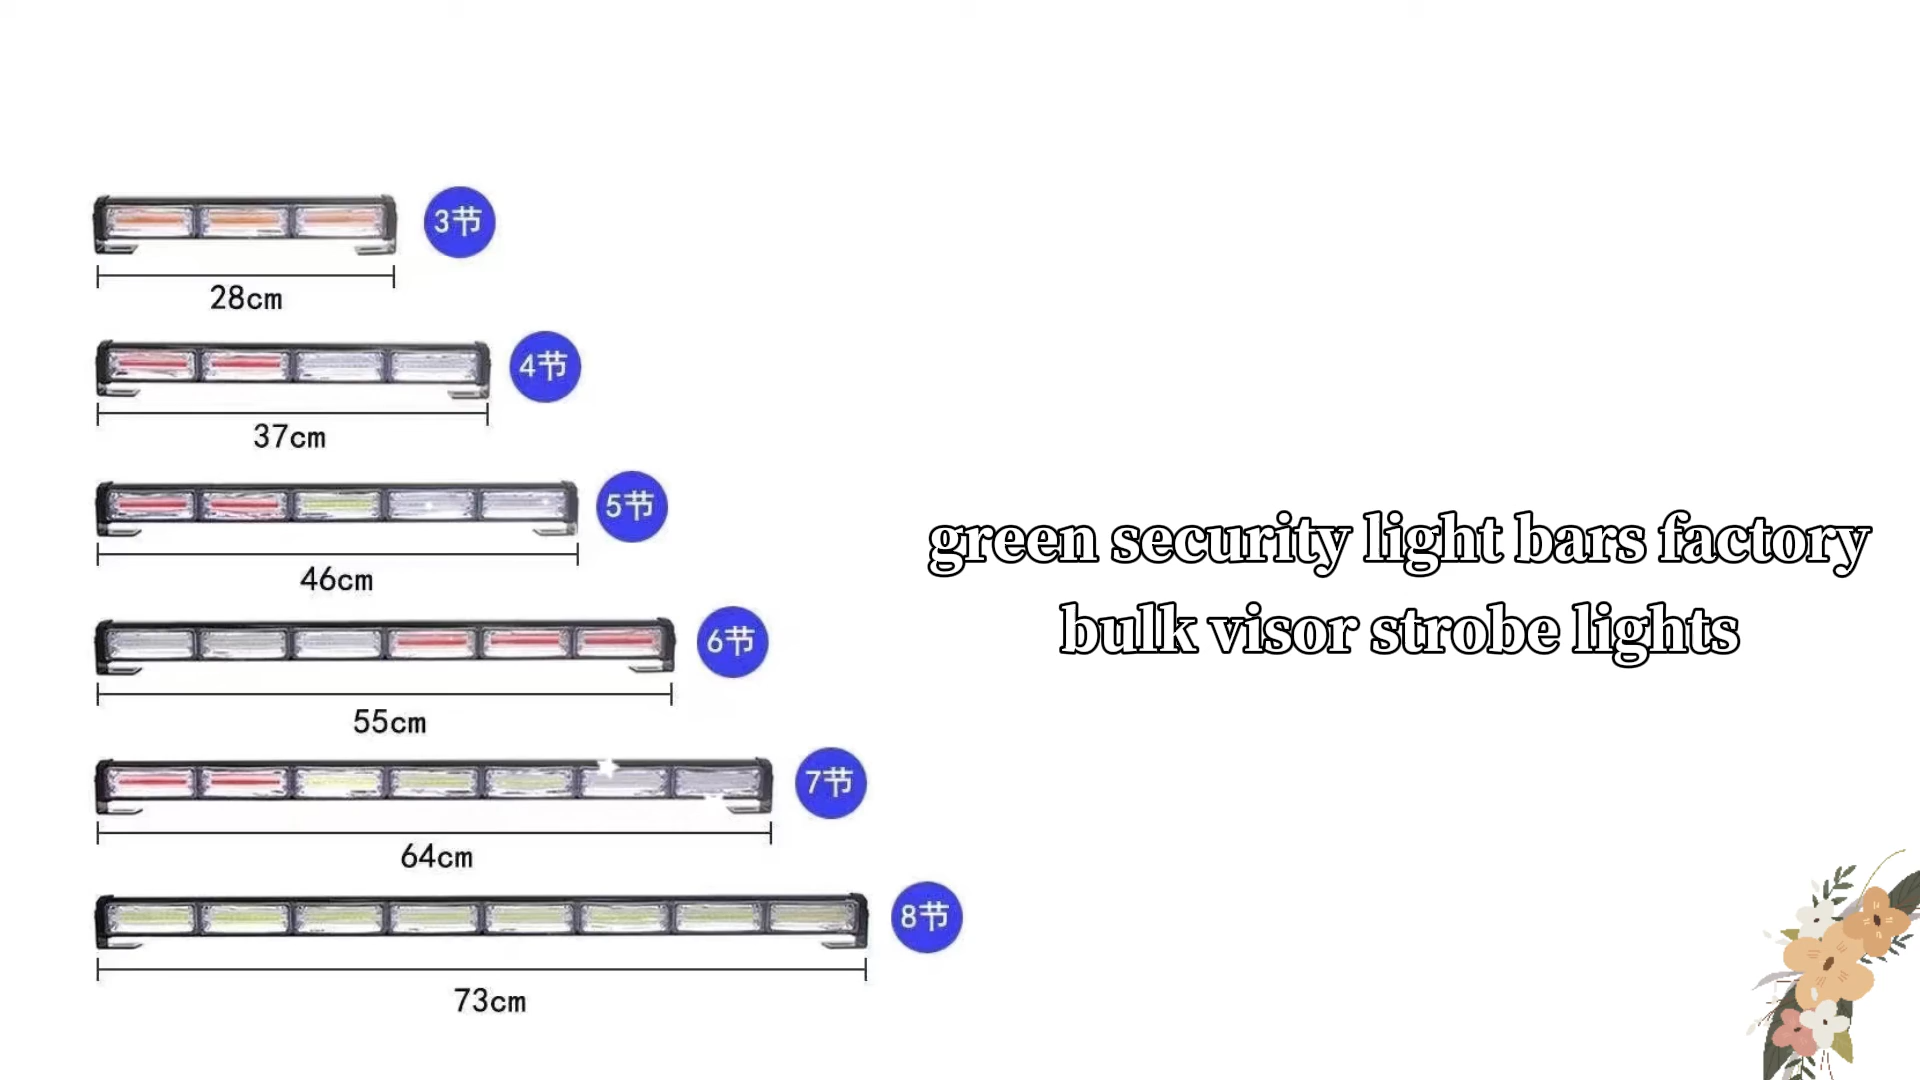 3节
28cm
4节
37cm
5节
46cm
6节
55cm
7节
64cm
8节
73cm
green security light bars factory
bulk visor strobe lights